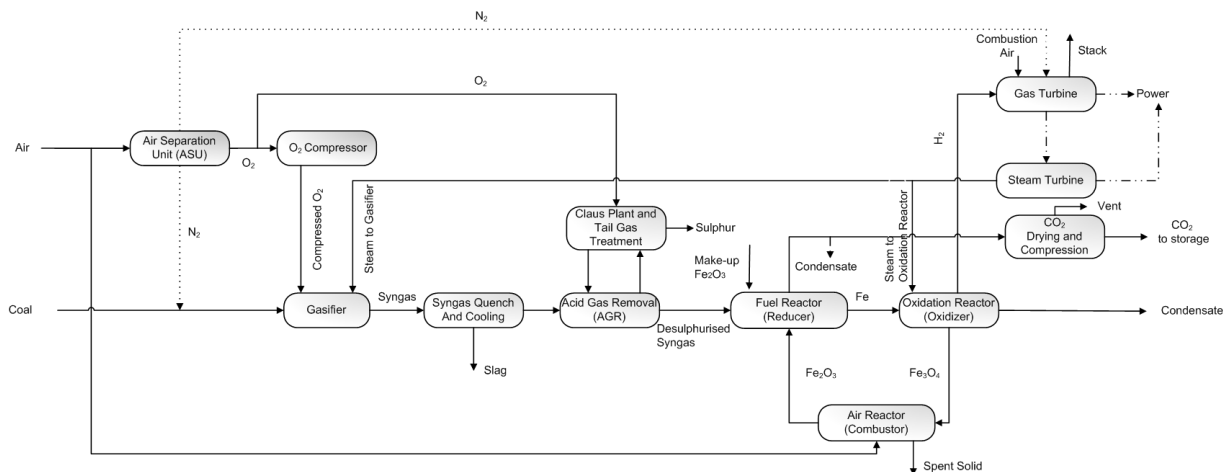 N₂
Combustion
Air
Stack
O₂
Gas Turbine
Power
Air
Air Separation
Unit (ASU)
O₂
O₂ Compressor
H₂
Steam Turbine
Compressed O₂
Steam to Gasifier
N₂
Claus Plant and
Tail Gas
Treatment
Sulphur
Steam to
Oxidation Reactor
Vent
CO₂
Drying and
Compression
CO₂
to storage
Make-up
Fe₂O₃
Condensate
Coal
Gasifier
Syngas
Syngas Quench
And Cooling
Acid Gas Removal
(AGR)
Desulphurised
Syngas
Fuel Reactor
(Reducer)
Fe
Oxidation Reactor
(Oxidizer)
Condensate
Slag
Fe₂O₃
Fe₃O₄
Air Reactor
(Combustor)
Spent Solid